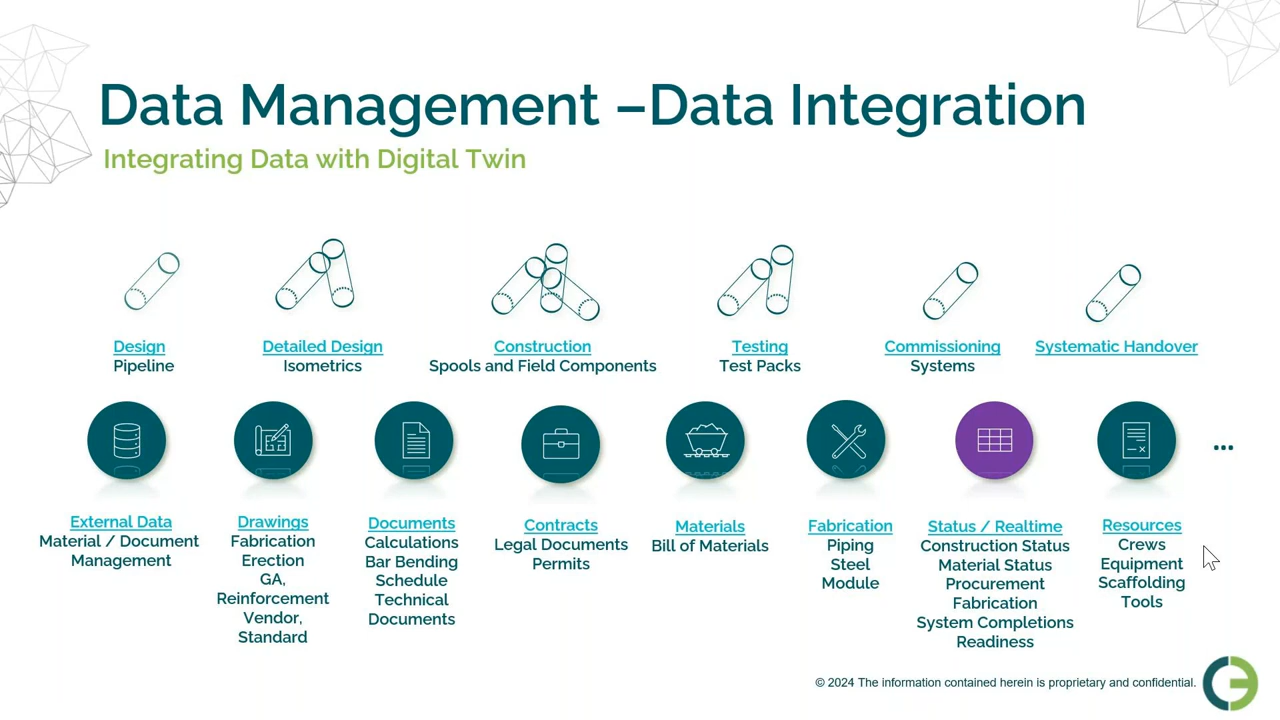 Data Management –Data Integration
Integrating Data with Digital Twin
Design
Pipeline
Detailed Design
Isometrics
Construction
Spools and Field Components
Testing
Test Packs
Commissioning
Systems
Systematic Handover
External Data
Material / Document
Management
Drawings
Fabrication
Erection
GA,
Reinforcement
Vendor,
Standard
Documents
Calculations
Bar Bending
Schedule
Technical
Documents
Contracts
Legal Documents
Permits
Materials
Bill of Materials
Fabrication
Piping
Steel
Module
Status / Realtime
Construction Status
Material Status
Procurement
Fabrication
System Completions
Readiness
Resources
Crews
Equipment
Scaffolding
Tools
...
© 2024 The information contained herein is proprietary and confidential.